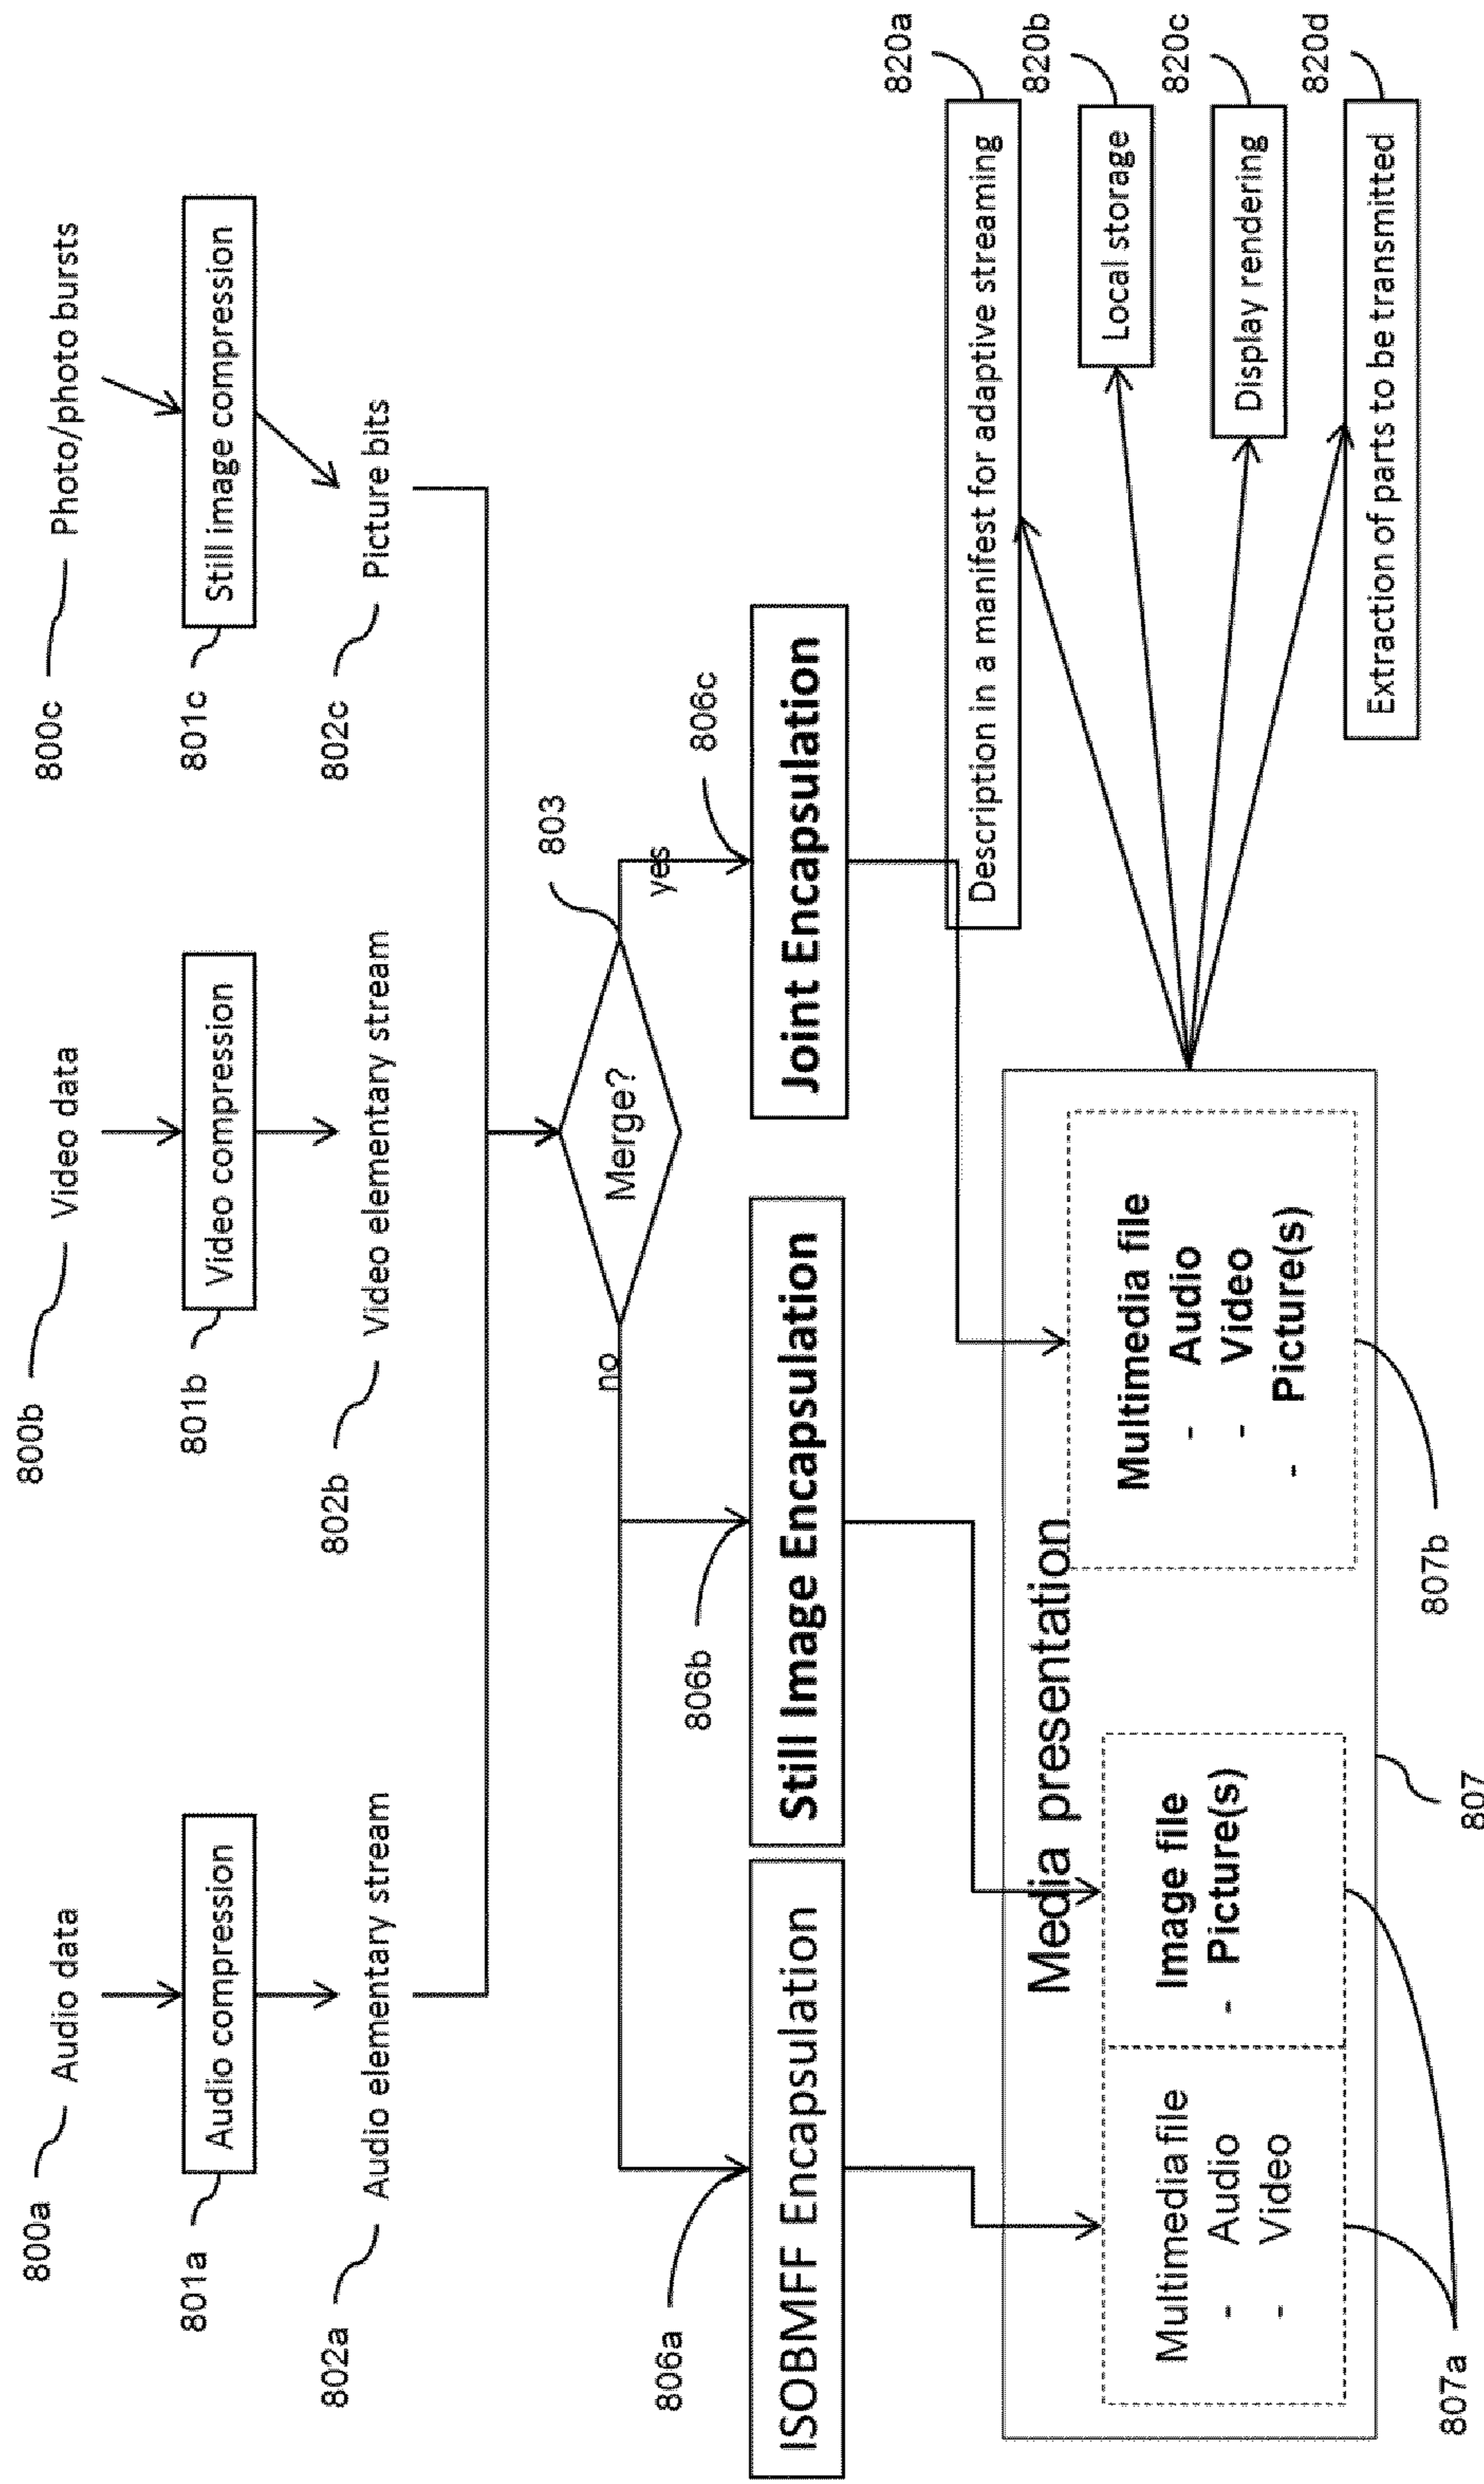 800a
Audio data
800b
Video data
800c
Photo/photo bursts
801a
Audio compression
801b
Video compression
801c
Still image compression
802a
Audio elementary stream
802b
Video elementary stream
802c
Picture bits
803
Merge?
no
yes
806a
806b
806c
ISOBMFF Encapsulation
Still Image Encapsulation
Joint Encapsulation
Media presentation
Multimedia file
- Audio
- Video
Image file
- Picture(s)
Multimedia file
- Audio
- Video
- Picture(s)
807a
807
807b
Description in a manifest for adaptive streaming
820a
Local storage
820b
Display rendering
820c
Extraction of parts to be transmitted
820d